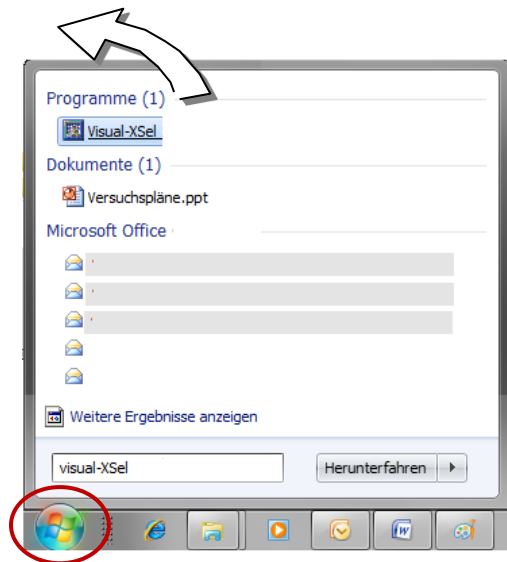 Programme (1)
Visual-XSel
Dokumente (1)
Versuchspläne.ppt
Microsoft Office
Weitere Ergebnisse anzeigen
visual-XSel
Herunterfahren